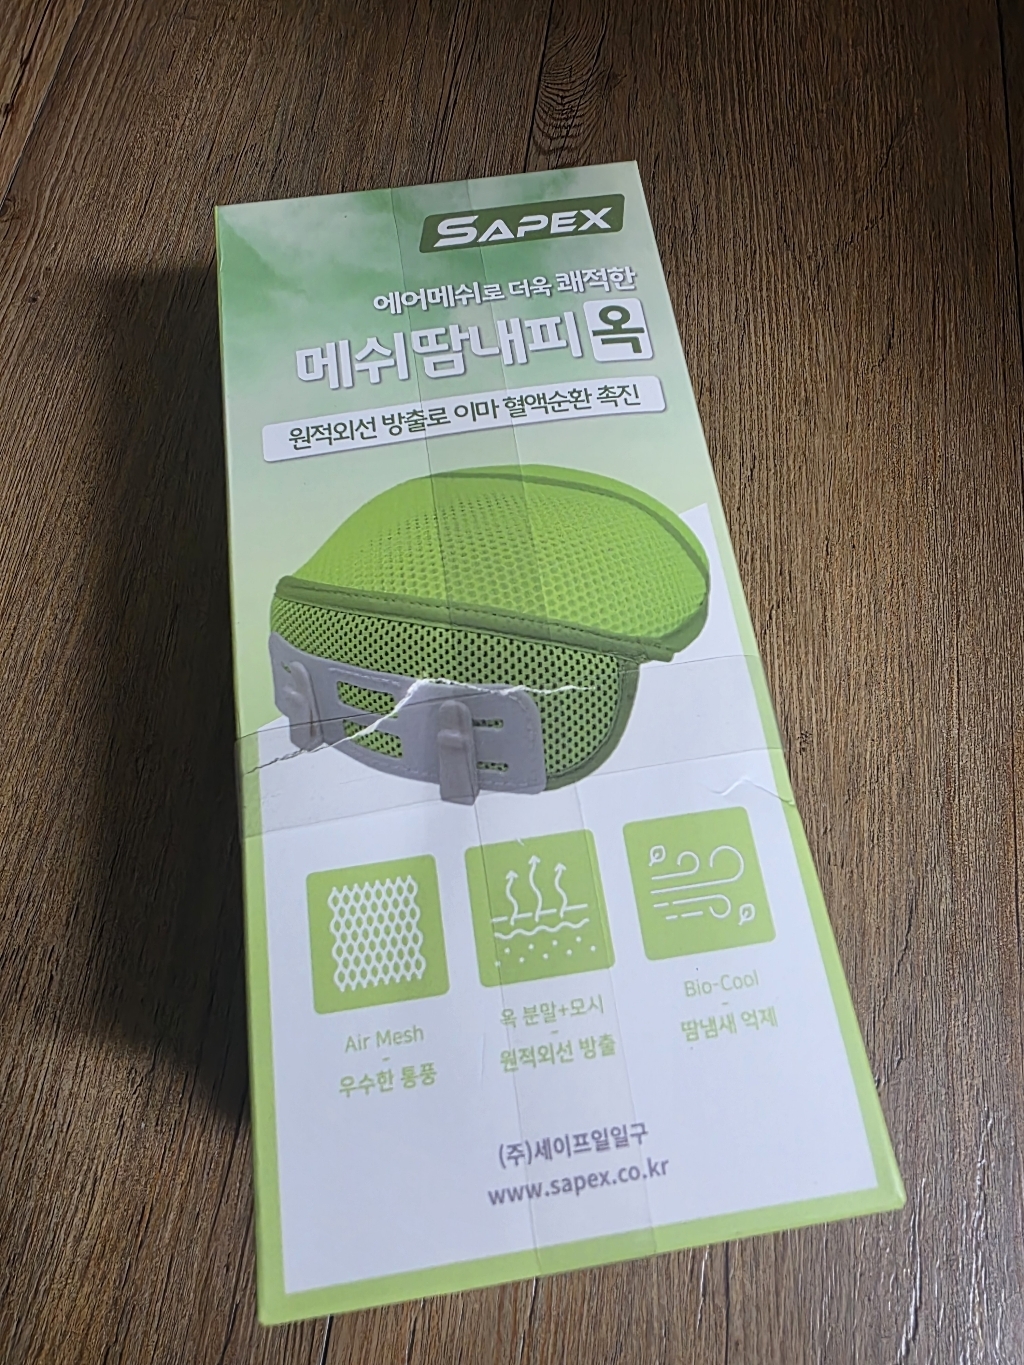 SAPEX
에어메쉬로 더욱 쾌적한
메쉬땀내피 옥
원적외선 방출로 이마 혈액순환 촉진
Air Mesh
-
우수한 통풍
옥 분말+모시
-
원적외선 방출
Bio-Cool
-
땀냄새 억제
(주)세이프일일구
www.sapex.co.kr